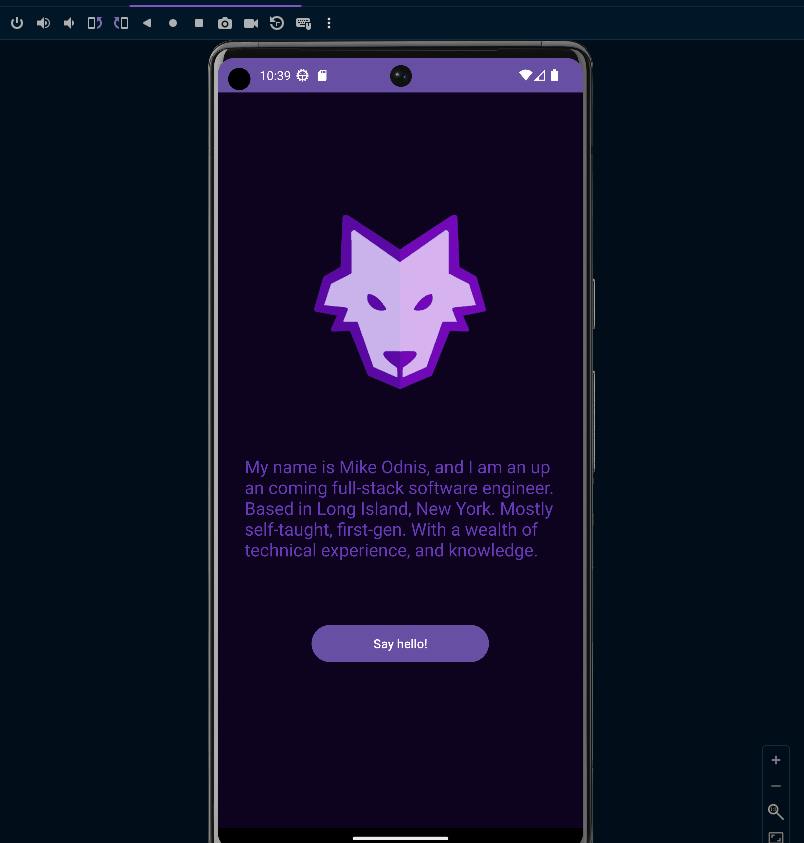 10:39
My name is Mike Odnis, and I am an up
an coming full-stack software engineer.
Based in Long Island, New York. Mostly
self-taught, first-gen. With a wealth of
technical experience, and knowledge.
Say hello!